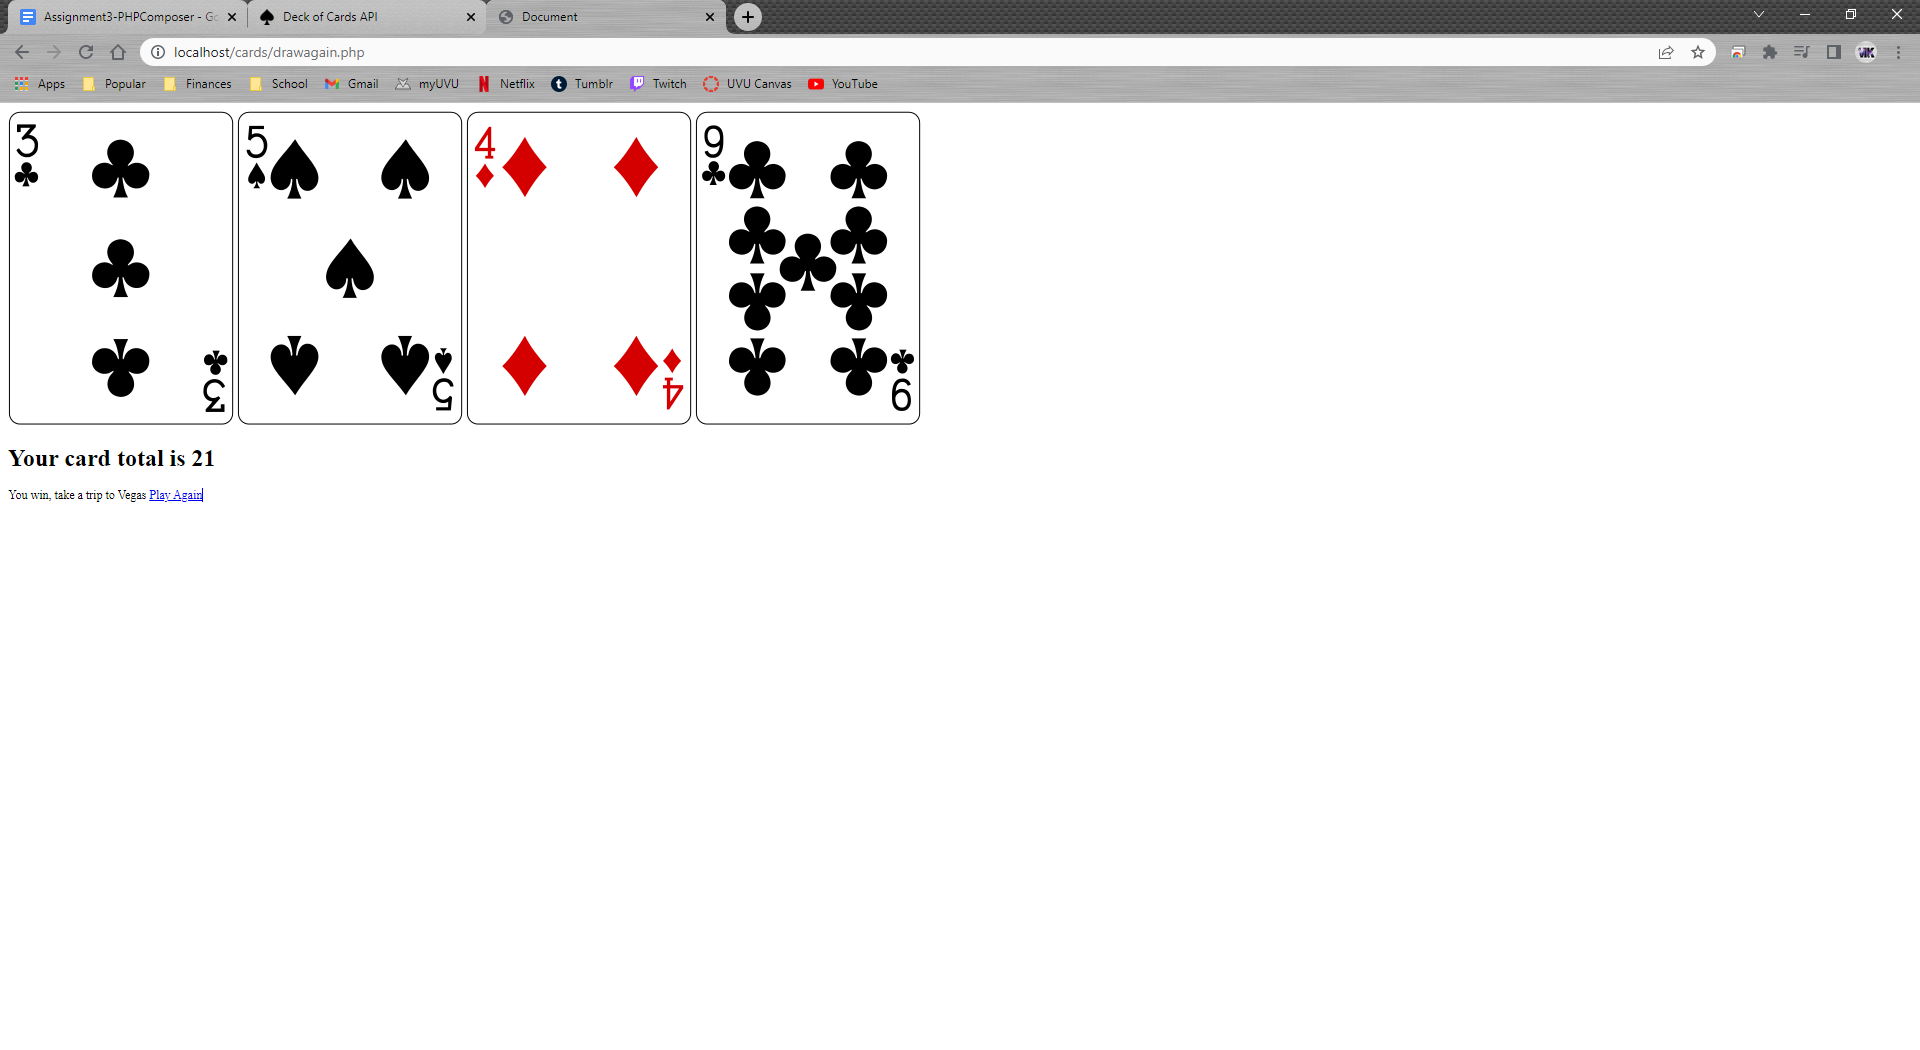 Assignment3-PHPComposer - Go
Deck of Cards API
Document
localhost/cards/drawagain.php
Apps Popular Finances School Gmail myUVU Netflix Tumblr Twitch UVU Canvas YouTube
3 5 4 9
3 5 4 9
Your card total is 21
You win, take a trip to Vegas Play Again